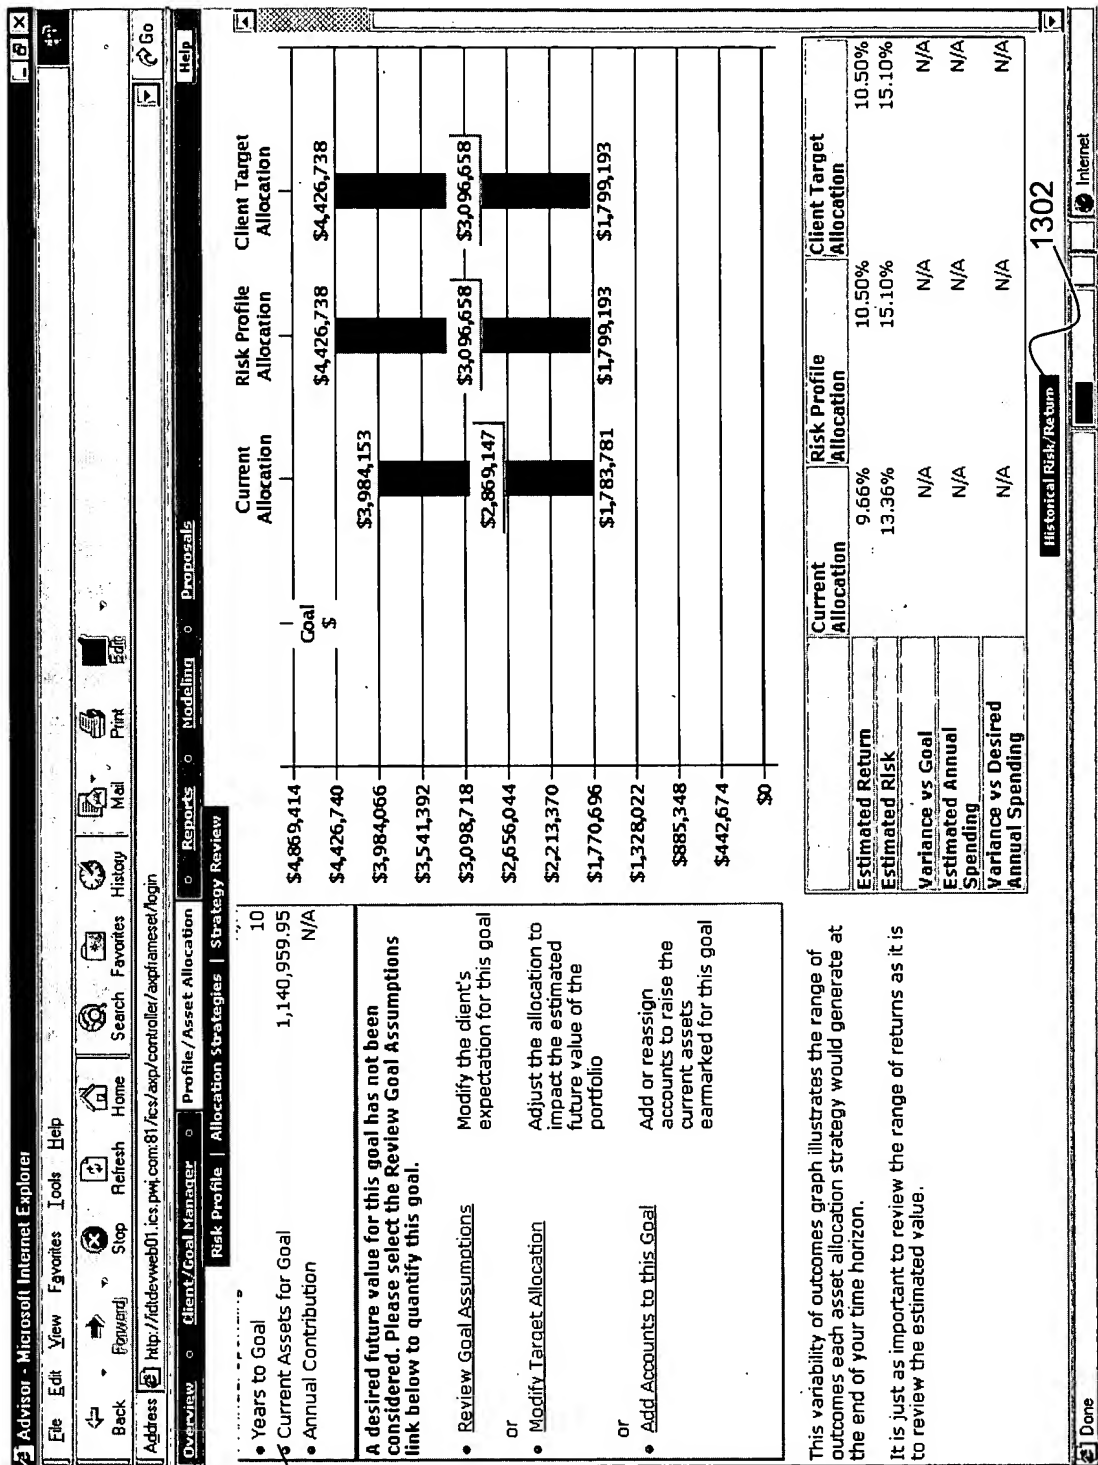 Advisor - Microsoft Internet Explorer
File Edit View Favorites Tools Help
Back Forward Stop Refresh Home Search Favorites History Mail Print Edit
Address http://idtdevweb01.ics.pwj.com:81/ics/axp/controller/axpframeset/login Go
Overview Client/Goal Manager Profile/Asset Allocation Reports Modeling Proposals Help
Risk Profile | Allocation Strategies | Strategy Review
• Years to Goal 10
• Current Assets for Goal 1,140,959.95
• Annual Contribution N/A
A desired future value for this goal has not been
considered. Please select the Review Goal Assumptions
link below to quantify this goal.
• Review Goal Assumptions Modify the client's
expectation for this goal
or
• Modify Target Allocation Adjust the allocation to
impact the estimated
future value of the
portfolio
or
• Add Accounts to this Goal Add or reassign
accounts to raise the
current assets
earmarked for this goal
Goal
$
Current
Allocation
Risk Profile
Allocation
Client Target
Allocation
$4,869,414
$4,426,740
$3,984,066
$3,541,392
$3,098,718
$2,656,044
$2,213,370
$1,770,696
$1,328,022
$885,348
$442,674
$0
$3,984,153
$2,869,147
$1,783,781
$4,426,738
$3,096,658
$1,799,193
$4,426,738
$3,096,658
$1,799,193
This variability of outcomes graph illustrates the range of
outcomes each asset allocation strategy would generate at
the end of your time horizon.
It is just as important to review the range of returns as it is
to review the estimated value.
Current
Allocation
Risk Profile
Allocation
Client Target
Allocation
Estimated Return 9.66% 10.50% 10.50%
Estimated Risk 13.36% 15.10% 15.10%
Variance vs Goal N/A N/A N/A
Estimated Annual
Spending N/A N/A N/A
Variance vs Desired
Annual Spending N/A N/A N/A
Historical Risk/Return
1302
Done Internet